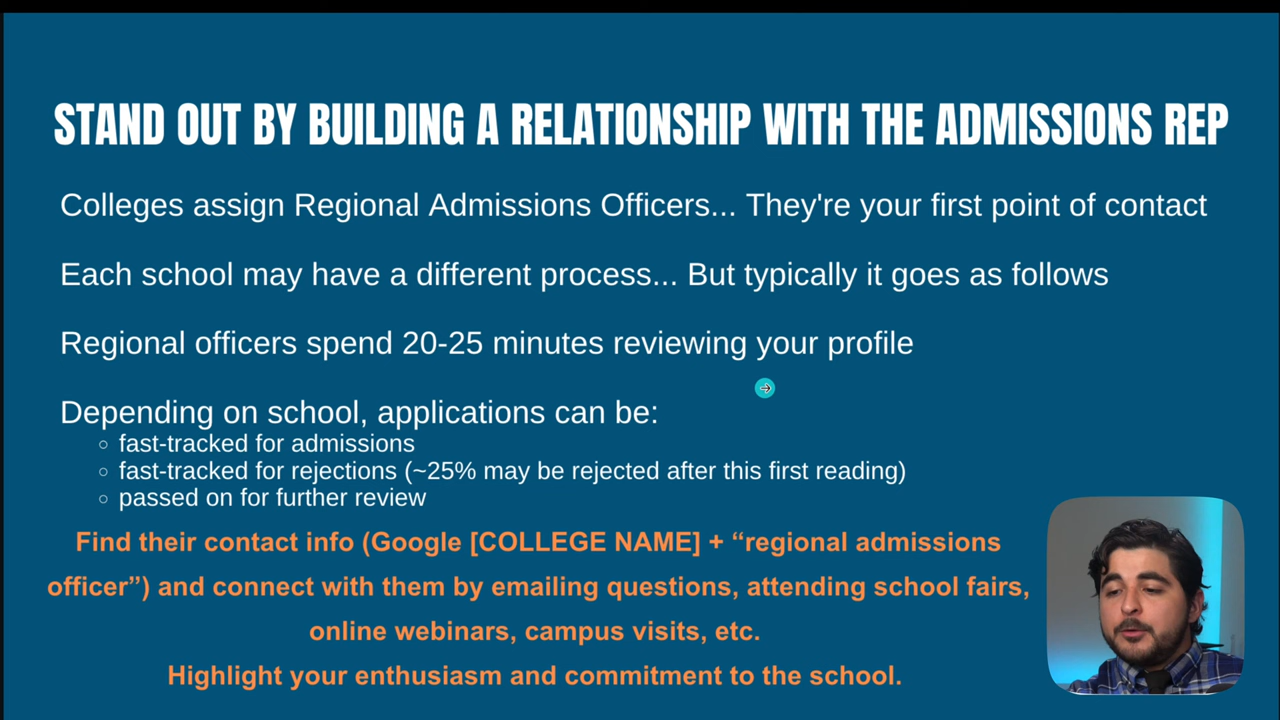 STAND OUT BY BUILDING A RELATIONSHIP WITH THE ADMISSIONS REP
Colleges assign Regional Admissions Officers... They're your first point of contact
Each school may have a different process... But typically it goes as follows
Regional officers spend 20-25 minutes reviewing your profile
Depending on school, applications can be:
fast-tracked for admissions
fast-tracked for rejections (~25% may be rejected after this first reading)
passed on for further review
Find their contact info (Google [COLLEGE NAME] + “regional admissions
officer”) and connect with them by emailing questions, attending school fairs,
online webinars, campus visits, etc.
Highlight your enthusiasm and commitment to the school.